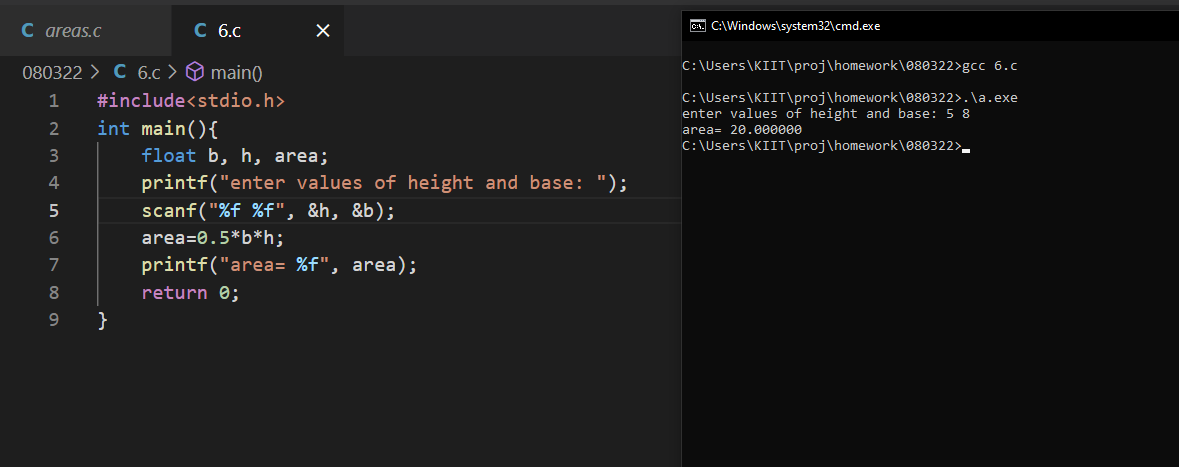 C areas.c
C 6.c ×
080322 > C 6.c > main()
1 #include<stdio.h>
2 int main(){
3 float b, h, area;
4 printf("enter values of height and base: ");
5 scanf("%f %f", &h, &b);
6 area=0.5*b*h;
7 printf("area= %f", area);
8 return 0;
9 }
C:\Windows\system32\cmd.exe
C:\Users\KIIT\proj\homework\080322>gcc 6.c
C:\Users\KIIT\proj\homework\080322>.\a.exe
enter values of height and base: 5 8
area= 20.000000
C:\Users\KIIT\proj\homework\080322>